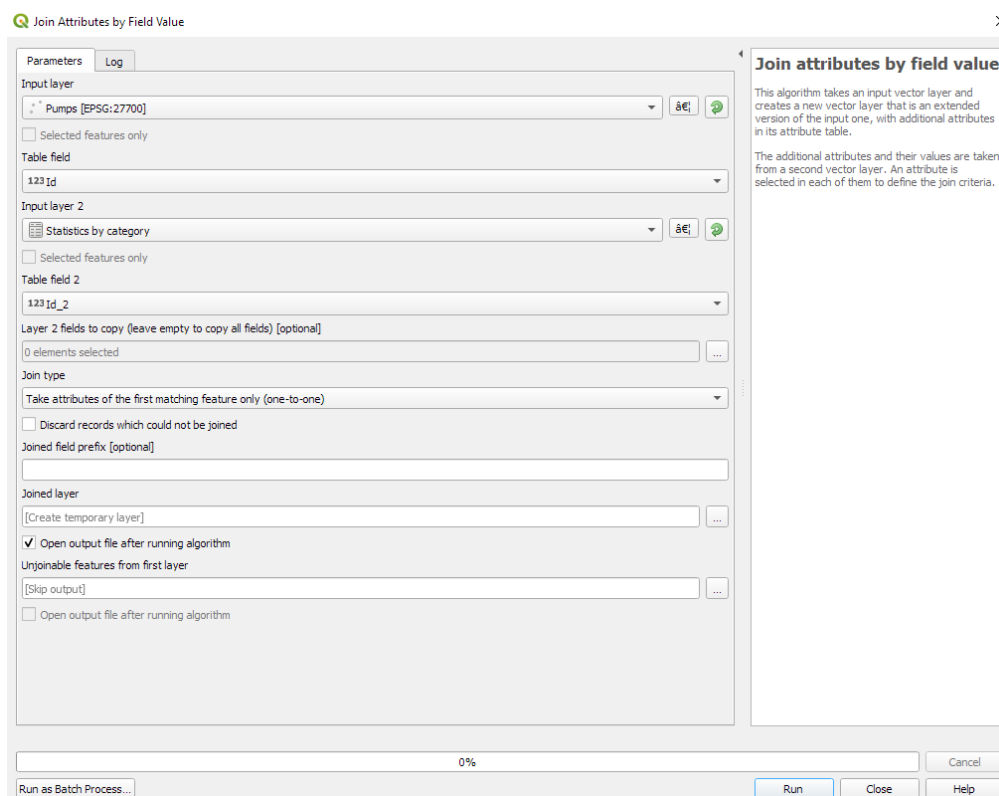 Join Attributes by Field Value
Parameters
Log
Input layer
Pumps [EPSG:27700]
â€¦
Selected features only
Table field
123 Id
Input layer 2
Statistics by category
â€¦
Selected features only
Table field 2
123 Id_2
Layer 2 fields to copy (leave empty to copy all fields) [optional]
0 elements selected
...
Join type
Take attributes of the first matching feature only (one-to-one)
Discard records which could not be joined
Joined field prefix [optional]
Joined layer
[Create temporary layer]
...
Open output file after running algorithm
Unjoinable features from first layer
[Skip output]
...
Open output file after running algorithm
Join attributes by field value
This algorithm takes an input vector layer and
creates a new vector layer that is an extended
version of the input one, with additional attributes
in its attribute table.
The additional attributes and their values are taken
from a second vector layer. An attribute is
selected in each of them to define the join criteria.
0%
Cancel
Run as Batch Process...
Run
Close
Help